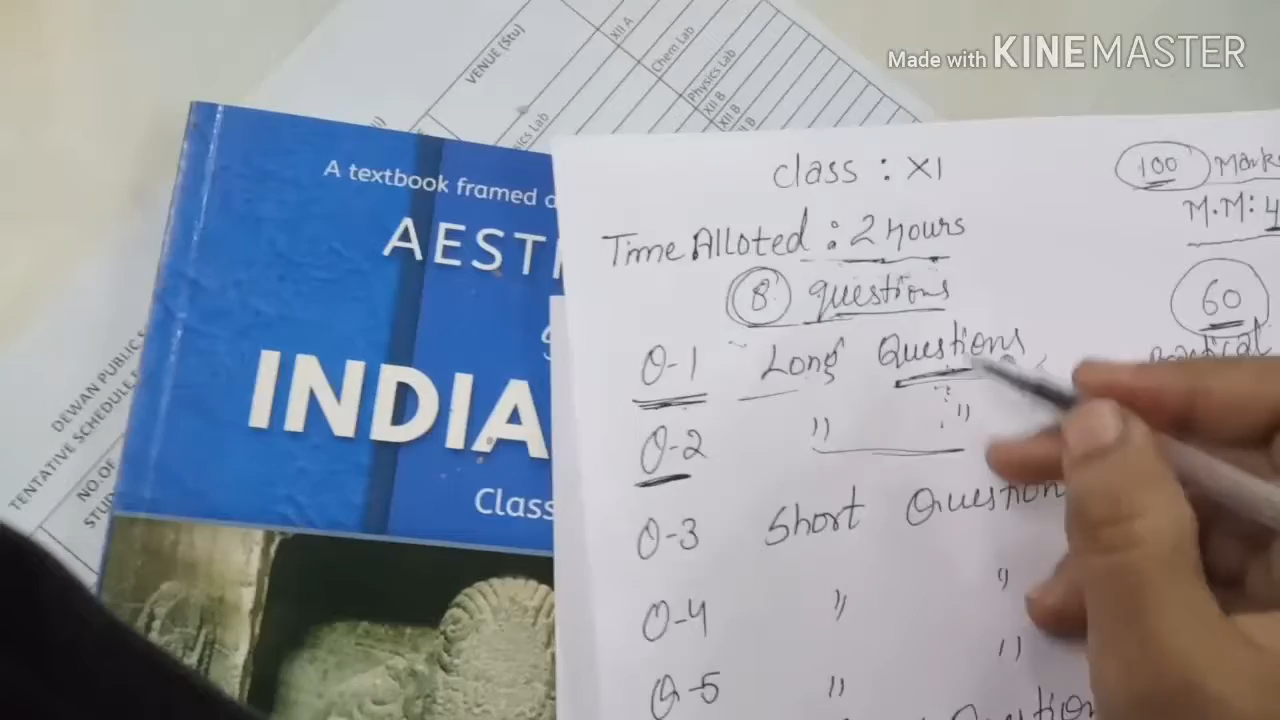 Made with KINEMASTER
VENUE (Stu)
XII A
Chem Lab
Physics Lab
XII B
DEWAN PUBLIC
TENTATIVE SCHEDULE
NO.OF
A textbook framed
AEST
INDIA
Class
class : XI
100 Marks
M.M: 4
Time Alloted : 2 hours
8 questions
60
Q-1 Long Questions
Q-2 " "
Q-3 Short Question
Q-4 " "
Q-5 " "